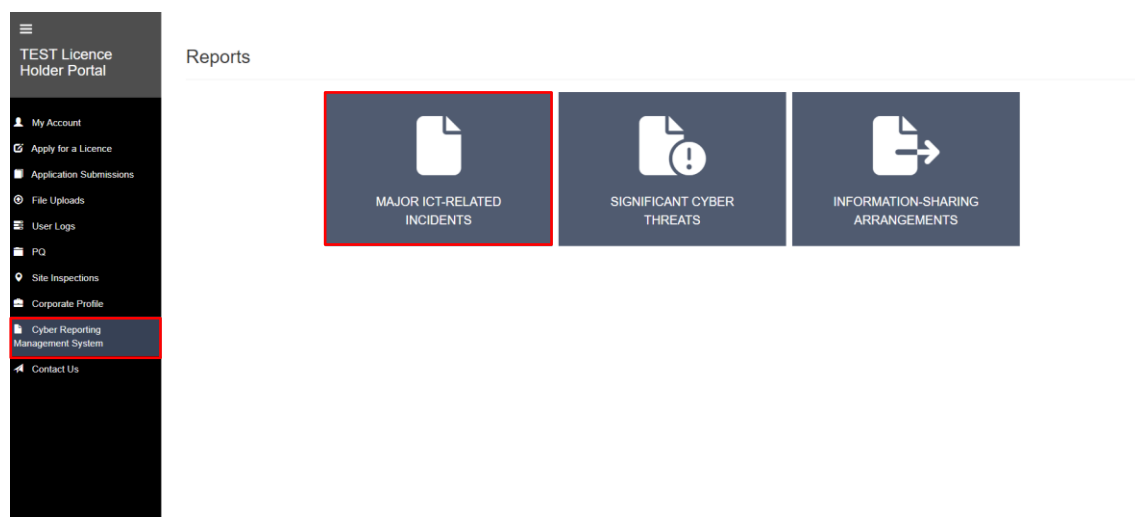 TEST Licence
Holder Portal
My Account
Apply for a Licence
Application Submissions
File Uploads
User Logs
PQ
Site Inspections
Corporate Profile
Cyber Reporting
Management System
Contact Us
Reports
MAJOR ICT-RELATED
INCIDENTS
SIGNIFICANT CYBER
THREATS
INFORMATION-SHARING
ARRANGEMENTS